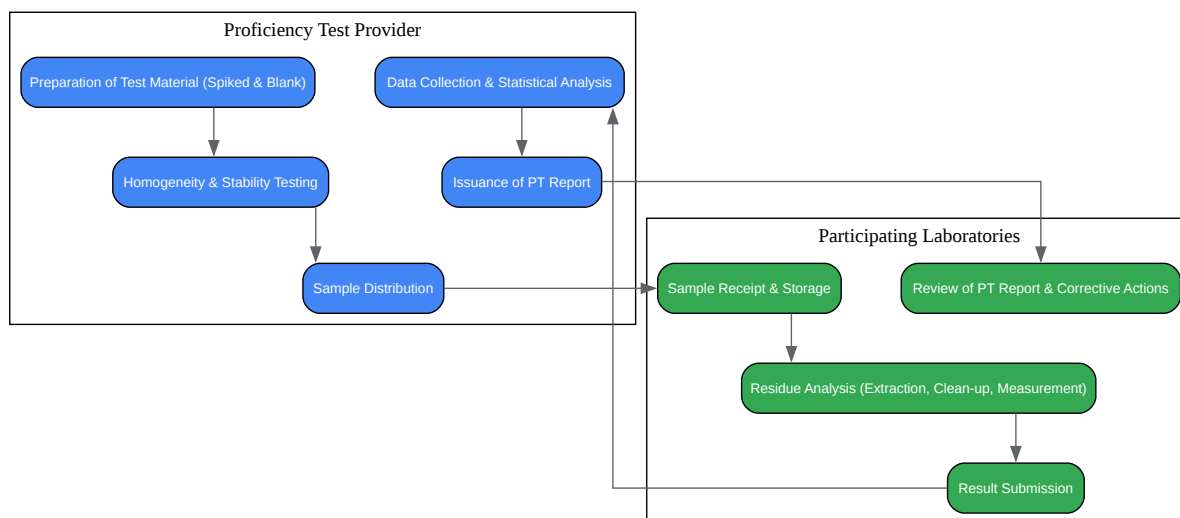 Proficiency Test Provider
Preparation of Test Material (Spiked & Blank)
Data Collection & Statistical Analysis
Homogeneity & Stability Testing
Issuance of PT Report
Sample Distribution
Participating Laboratories
Sample Receipt & Storage
Review of PT Report & Corrective Actions
Residue Analysis (Extraction, Clean-up, Measurement)
Result Submission